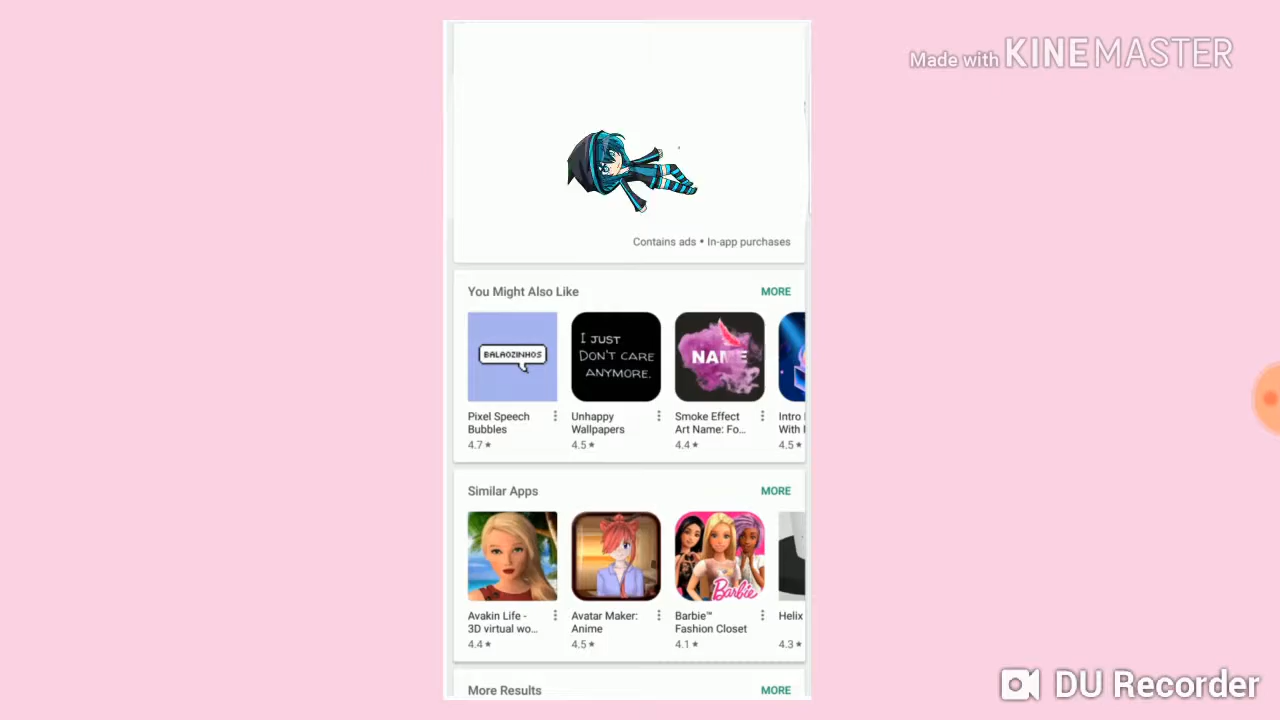 Made with KINEMASTER
Contains ads • In-app purchases
You Might Also Like
MORE
BALAOZINHOS
I JUST
DON'T CARE
ANYMORE.
NAME
Pixel Speech
Bubbles
4.7 ★
Unhappy
Wallpapers
4.5 ★
Smoke Effect
Art Name: Fo...
4.4 ★
Intro
With
4.5 ★
Similar Apps
MORE
Barbie
Avakin Life -
3D virtual wo...
4.4 ★
Avatar Maker:
Anime
4.5 ★
Barbie™
Fashion Closet
4.1 ★
Helix
4.3 ★
More Results
MORE
DU Recorder